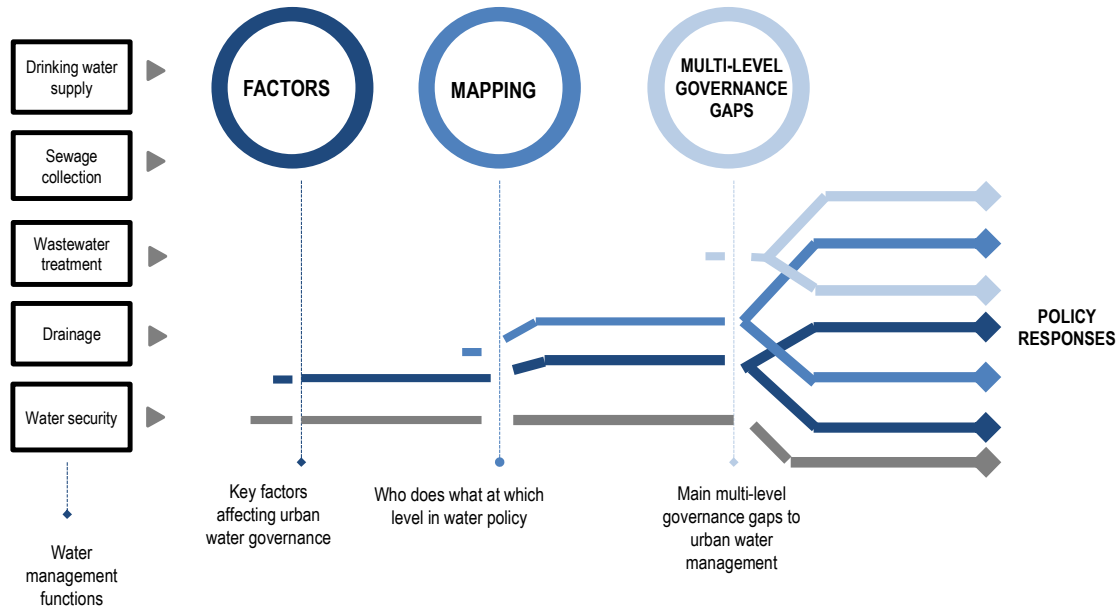 Drinking water
supply
Sewage
collection
Wastewater
treatment
Drainage
Water security
Water
management
functions
FACTORS
Key factors
affecting urban
water governance
MAPPING
Who does what at which
level in water policy
MULTI-LEVEL
GOVERNANCE
GAPS
Main multi-level
governance gaps to
urban water
management
POLICY
RESPONSES